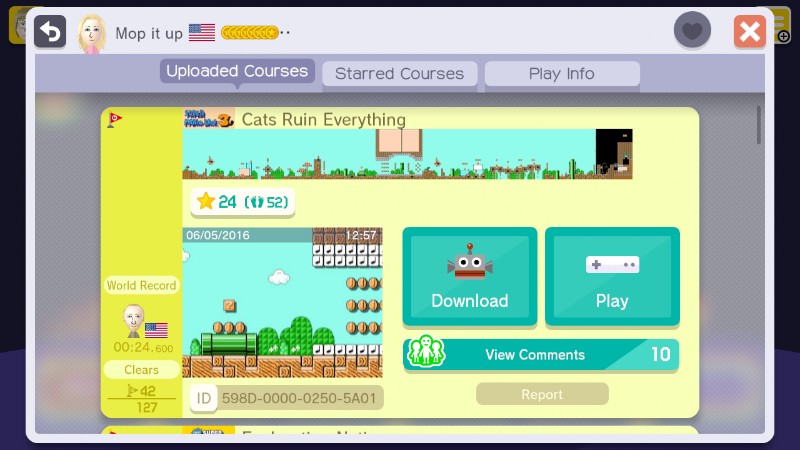 Mop it up
Uploaded Courses
Starred Courses
Play Info
Cats Ruin Everything
24 (52)
06/05/2016 12:57
World Record
00:24.600
Clears
42
127
Download
Play
View Comments 10
ID 598D-0000-0250-5A01
Report